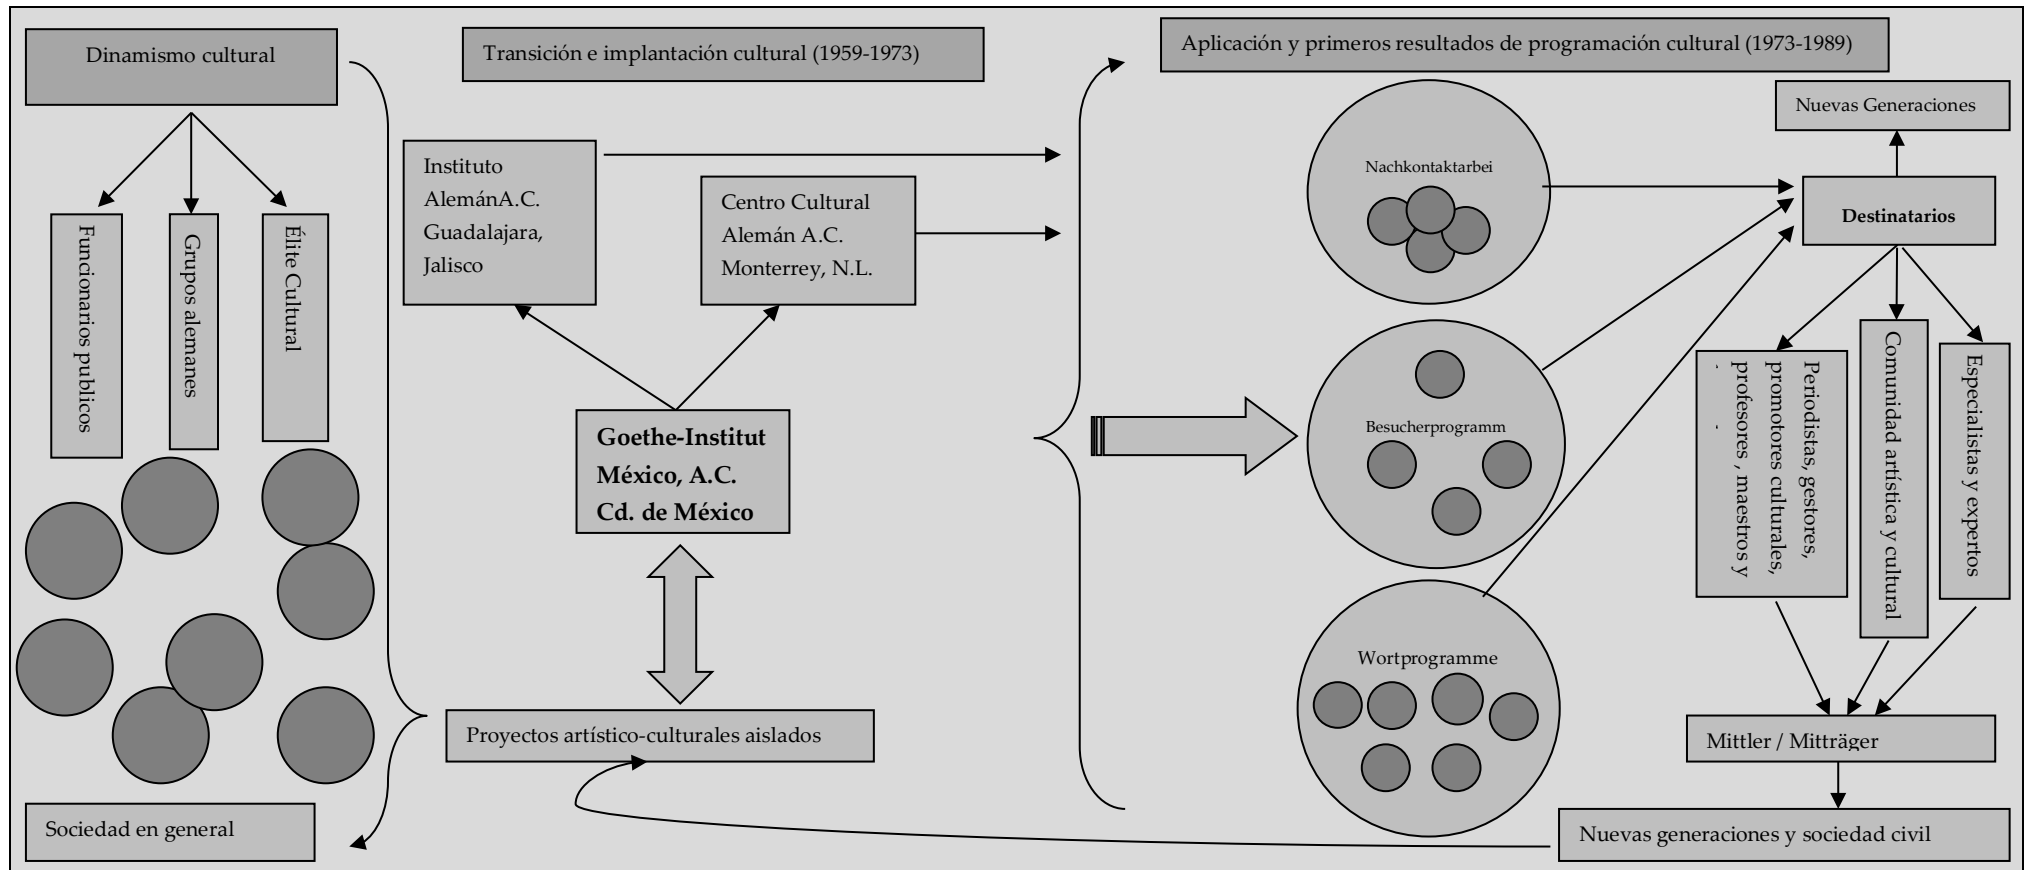 Dinamismo cultural
Transición e implantación cultural (1959-1973)
Aplicación y primeros resultados de programación cultural (1973-1989)
Funcionarios publicos
Grupos alemanes
Élite Cultural
Sociedad en general
Instituto
AlemánA.C.
Guadalajara,
Jalisco
Centro Cultural
Alemán A.C.
Monterrey, N.L.
Goethe-Institut
México, A.C.
Cd. de México
Proyectos artístico-culturales aislados
Nachkontaktarbei
Besucherprogramm
Wortprogramme
Nuevas Generaciones
Destinatarios
Periodistas, gestores,
promotores culturales,
profesores , maestros y
Comunidad artística y cultural
Especialistas y expertos
Mittler / Mitträger
Nuevas generaciones y sociedad civil